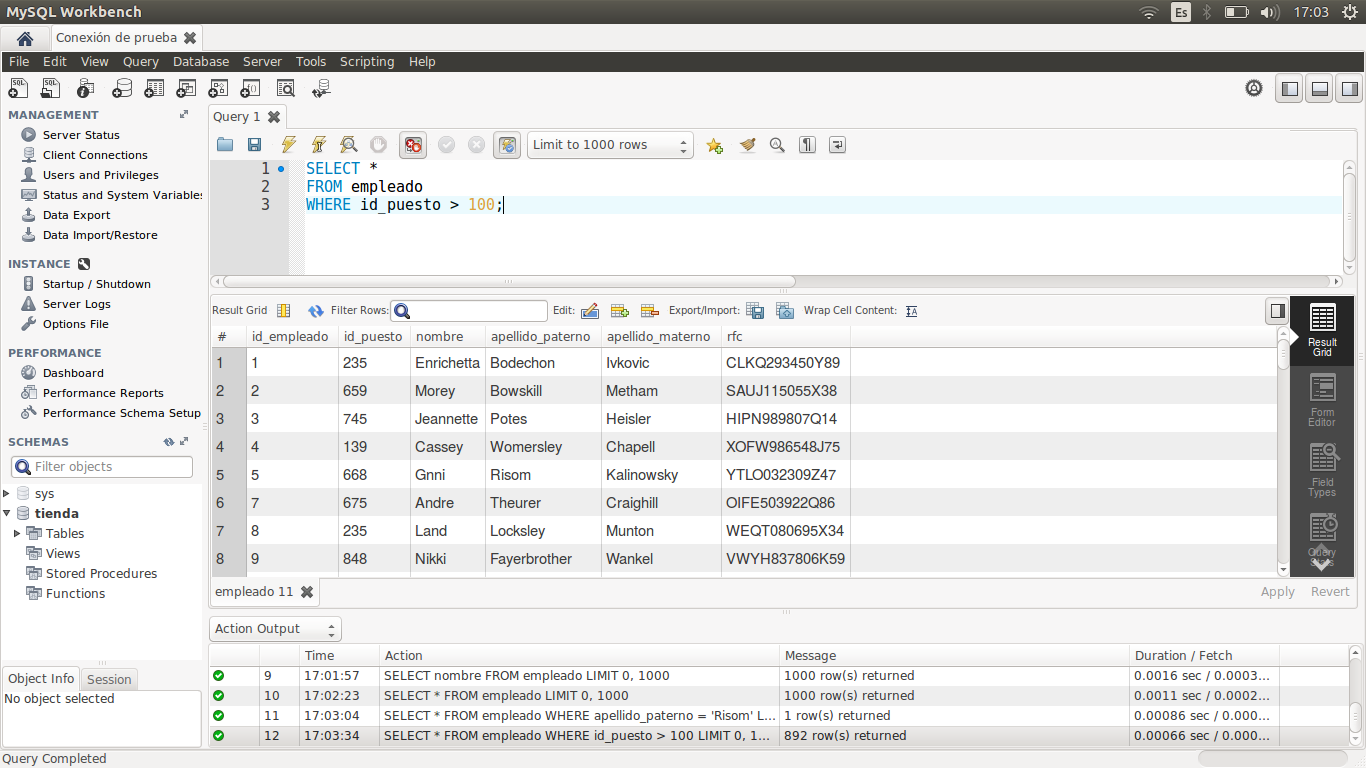 MySQL Workbench Es 17:03
Conexión de prueba
File Edit View Query Database Server Tools Scripting Help
MANAGEMENT
Server Status
Client Connections
Users and Privileges
Status and System Variables
Data Export
Data Import/Restore
INSTANCE
Startup / Shutdown
Server Logs
Options File
PERFORMANCE
Dashboard
Performance Reports
Performance Schema Setup
SCHEMAS
Filter objects
sys
tienda
Tables
Views
Stored Procedures
Functions
Object Info Session
No object selected
Query 1
Limit to 1000 rows
1 SELECT *
2 FROM empleado
3 WHERE id_puesto > 100;
Result Grid Filter Rows: Edit: Export/Import: Wrap Cell Content:
# id_empleado id_puesto nombre apellido_paterno apellido_materno rfc
1 1 235 Enrichetta Bodechon Ivkovic CLKQ293450Y89
2 2 659 Morey Bowskill Metham SAUJ115055X38
3 3 745 Jeannette Potes Heisler HIPN989807Q14
4 4 139 Cassey Womersley Chapell XOFW986548J75
5 5 668 Gnni Risom Kalinowsky YTLO032309Z47
6 7 675 Andre Theurer Craighill OIFE503922Q86
7 8 235 Land Locksley Munton WEQT080695X34
8 9 848 Nikki Fayerbrother Wankel VWYH837806K59
Result
Grid
Form
Editor
Field
Types
Query
Stats
empleado 11 Apply Revert
Action Output
Time Action Message Duration / Fetch
9 17:01:57 SELECT nombre FROM empleado LIMIT 0, 1000 1000 row(s) returned 0.0016 sec / 0.0003...
10 17:02:23 SELECT * FROM empleado LIMIT 0, 1000 1000 row(s) returned 0.0011 sec / 0.0002...
11 17:03:04 SELECT * FROM empleado WHERE apellido_paterno = 'Risom' L... 1 row(s) returned 0.00086 sec / 0.000...
12 17:03:34 SELECT * FROM empleado WHERE id_puesto > 100 LIMIT 0, 1... 892 row(s) returned 0.00066 sec / 0.000...
Query Completed